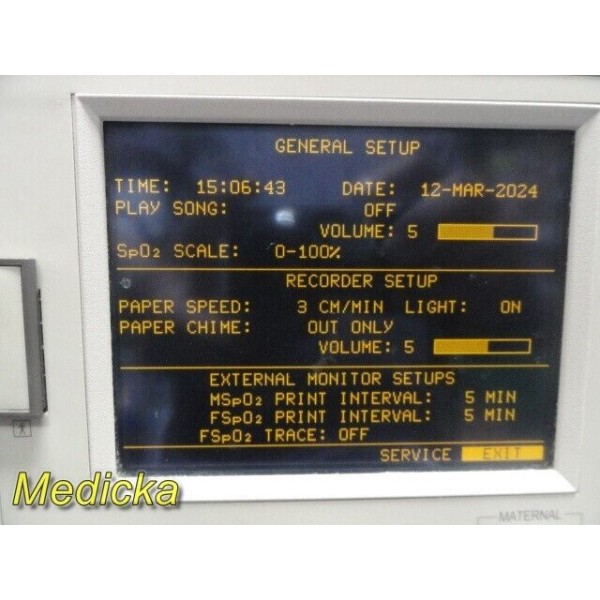 GENERAL SETUP
TIME: 15:06:43 DATE: 12-MAR-2024
PLAY SONG: OFF
VOLUME: 5
SpO₂ SCALE: 0-100%
RECORDER SETUP
PAPER SPEED: 3 CM/MIN LIGHT: ON
PAPER CHIME: OUT ONLY
VOLUME: 5
EXTERNAL MONITOR SETUPS
MSpO₂ PRINT INTERVAL: 5 MIN
FSpO₂ PRINT INTERVAL: 5 MIN
FSpO₂ TRACE: OFF
SERVICE EXIT
Medicka
MATERNAL